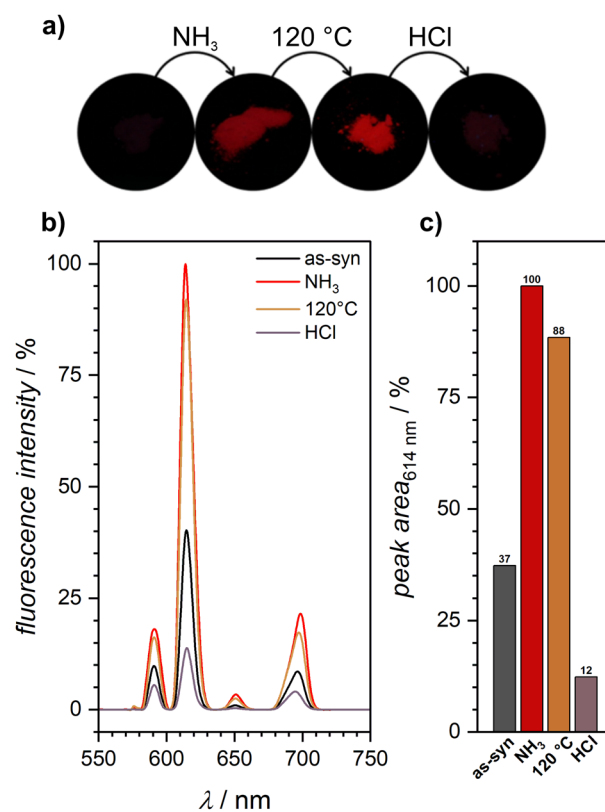 a)
NH₃ 120 °C HCl
b)
c)
fluorescence intensity / %
100
75
50
25
0
as-syn
NH₃
120°C
HCl
550 600 650 700 750
λ / nm
peak area₆₁₄ ₙₘ / %
100
75
50
25
0
37
100
88
12
as-syn
NH₃
120 °C
HCl